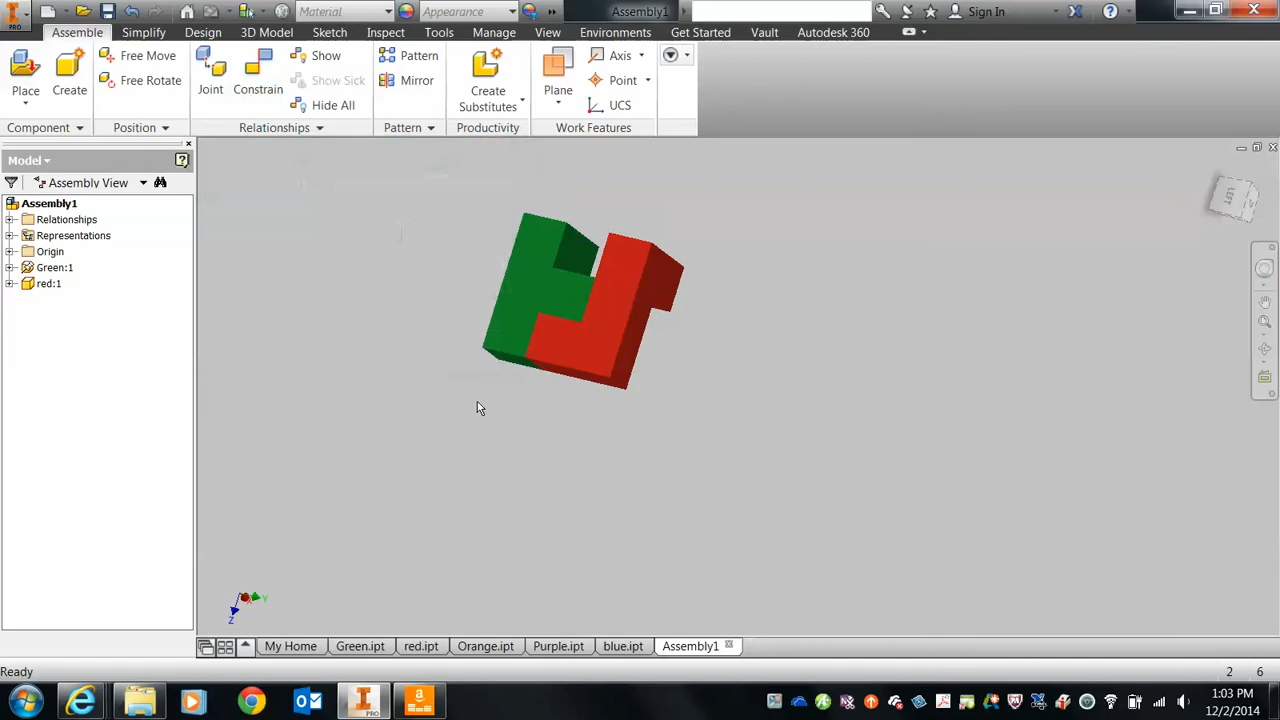 PRO
Material
Appearance
Assembly1
Sign In
Assemble Simplify Design 3D Model Sketch Inspect Tools Manage View Environments Get Started Vault Autodesk 360
Place
Create
Free Move
Free Rotate
Joint
Constrain
Show
Show Sick
Hide All
Pattern
Mirror
Create
Substitutes
Plane
Axis
Point
UCS
Component Position Relationships Pattern Productivity Work Features
Model
Assembly View
Assembly1
Relationships
Representations
Origin
Green:1
red:1
LEFT
Y
Z
My Home Green.ipt red.ipt Orange.ipt Purple.ipt blue.ipt Assembly1
Ready
2 6
PRO
1:03 PM
12/2/2014